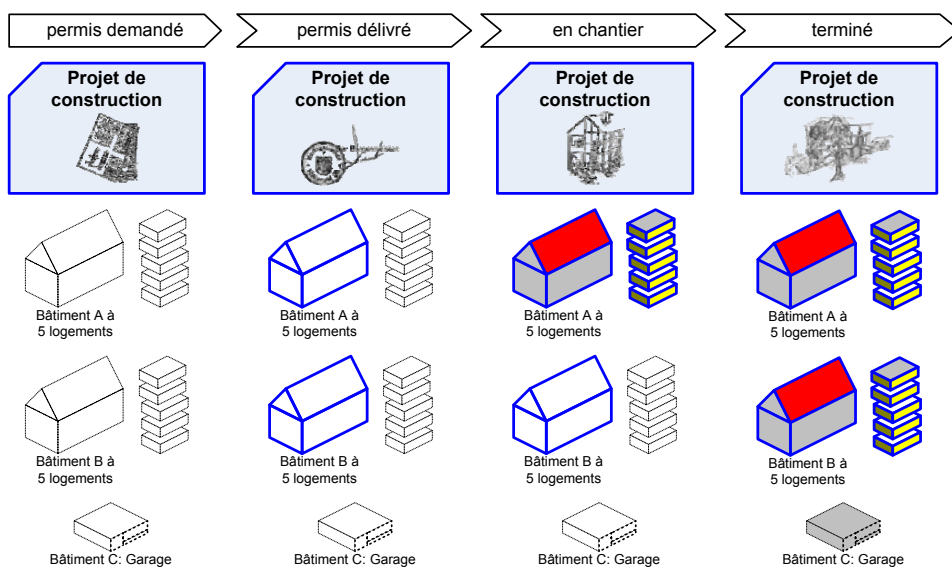 permis demandé
permis délivré
en chantier
terminé
Projet de
construction
Projet de
construction
Projet de
construction
Projet de
construction
Bâtiment A à
5 logements
Bâtiment A à
5 logements
Bâtiment A à
5 logements
Bâtiment A à
5 logements
Bâtiment B à
5 logements
Bâtiment B à
5 logements
Bâtiment B à
5 logements
Bâtiment B à
5 logements
Bâtiment C: Garage
Bâtiment C: Garage
Bâtiment C: Garage
Bâtiment C: Garage